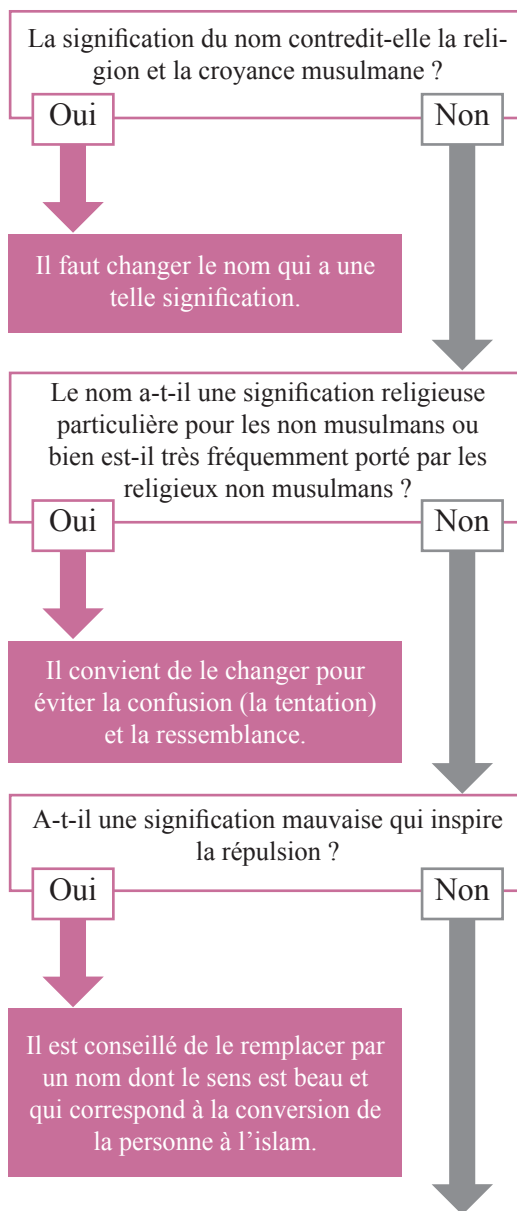 La signification du nom contredit-elle la reli-
gion et la croyance musulmane ?
Oui
Non
Il faut changer le nom qui a une
telle signification.
Le nom a-t-il une signification religieuse
particulière pour les non musulmans ou
bien est-il très fréquemment porté par les
religieux non musulmans ?
Oui
Non
Il convient de le changer pour
éviter la confusion (la tentation)
et la ressemblance.
A-t-il une signification mauvaise qui inspire
la répulsion ?
Oui
Non
Il est conseillé de le remplacer par
un nom dont le sens est beau et
qui correspond à la conversion de
la personne à l’islam.